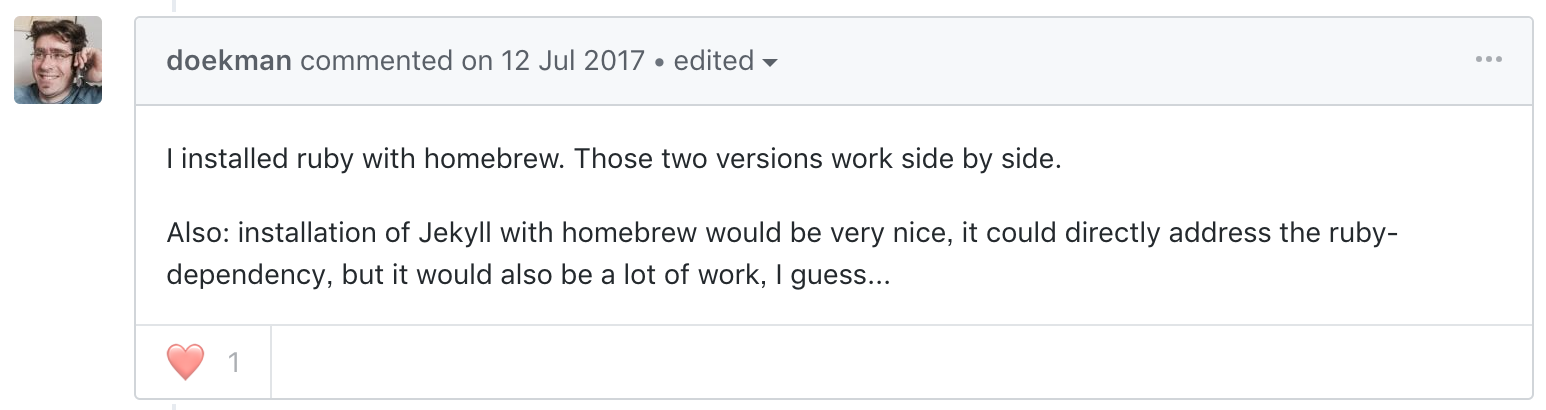 doekman commented on 12 Jul 2017 • edited
I installed ruby with homebrew. Those two versions work side by side.
Also: installation of Jekyll with homebrew would be very nice, it could directly address the ruby-
dependency, but it would also be a lot of work, I guess...
1